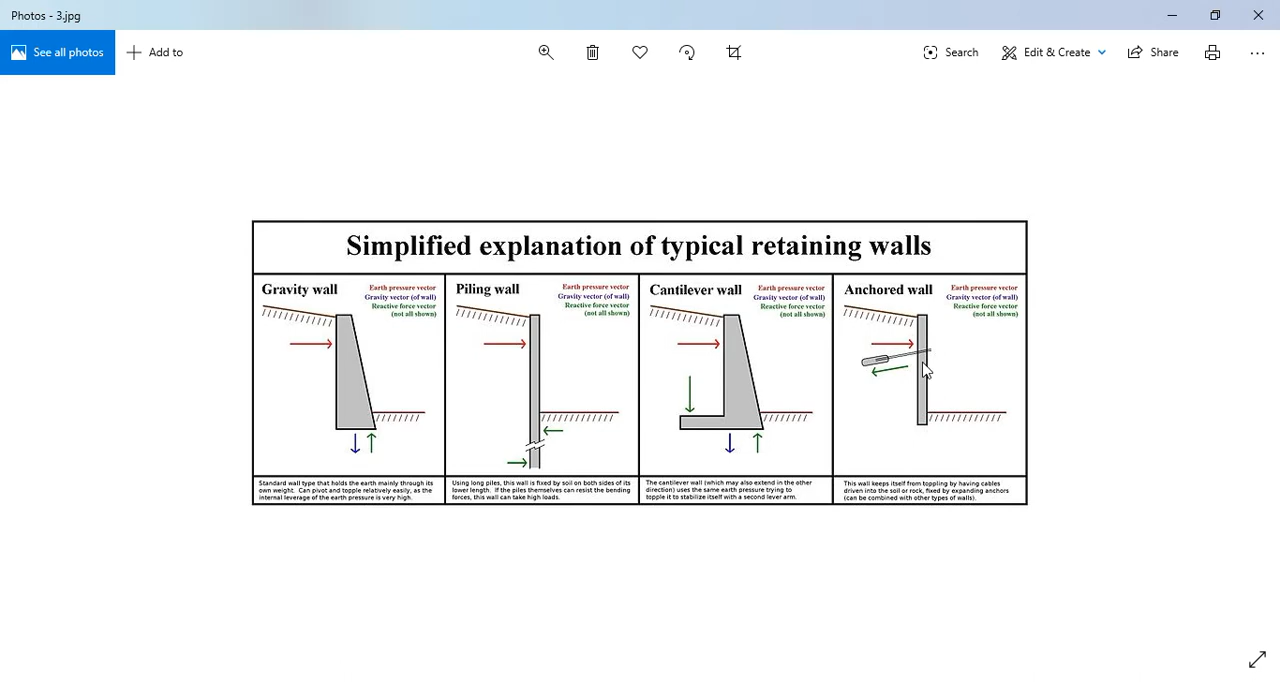 Photos - 3.jpg
See all photos
Add to
Search
Edit & Create
Share
Simplified explanation of typical retaining walls
Gravity wall
Earth pressure vector
Gravity vector (of wall)
Reactive force vector
(not all shown)
Standard wall type that holds the earth mainly through its
own weight. Can pivot and topple relatively easily, as the
internal leverage of the earth pressure is very high.
Piling wall
Earth pressure vector
Gravity vector (of wall)
Reactive force vector
(not all shown)
Using long piles, this wall is fixed by soil on both sides of its
lower length. If the piles themselves can resist the bending
forces, this wall can take high loads.
Cantilever wall
Earth pressure vector
Gravity vector (of wall)
Reactive force vector
(not all shown)
The cantilever wall (which may also extend in the other
direction) uses the same earth pressure trying to
topple it to stabilize itself with a second lever arm.
Anchored wall
Earth pressure vector
Gravity vector (of wall)
Reactive force vector
(not all shown)
This wall keeps itself from toppling by having cables
driven into the soil or rock, fixed by expanding anchors
(can be combined with other types of walls).